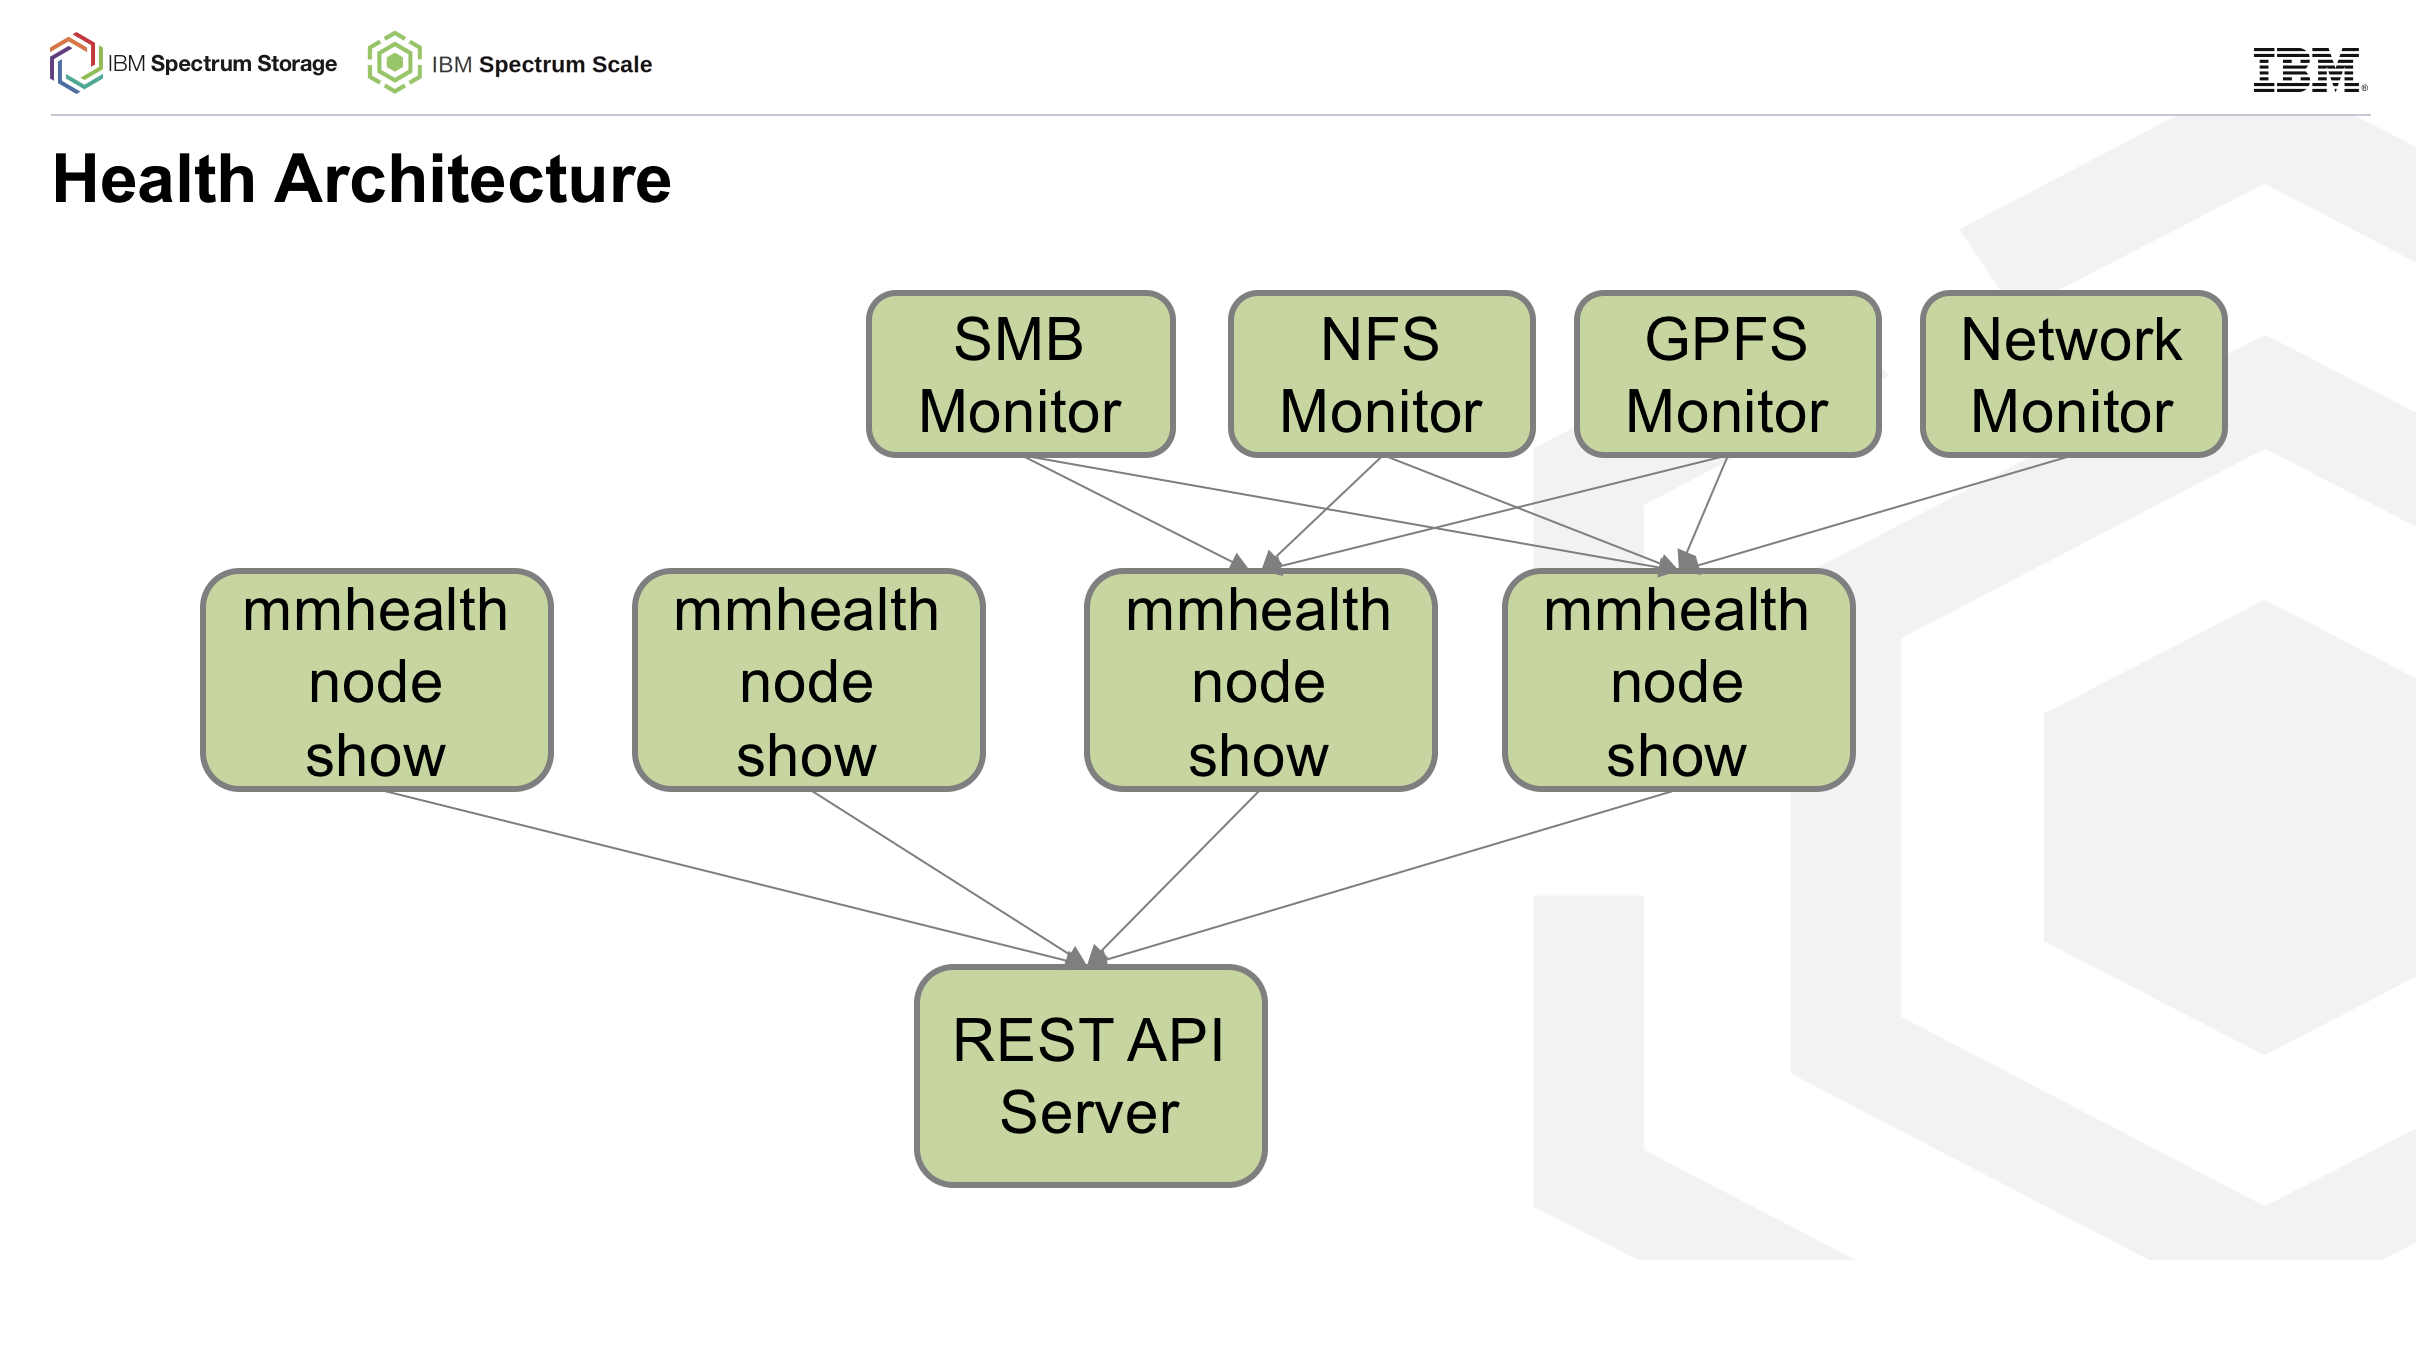 IBM Spectrum Storage
IBM Spectrum Scale
IBM®
Health Architecture
SMB
Monitor
NFS
Monitor
GPFS
Monitor
Network
Monitor
mmhealth
node
show
mmhealth
node
show
mmhealth
node
show
mmhealth
node
show
REST API
Server